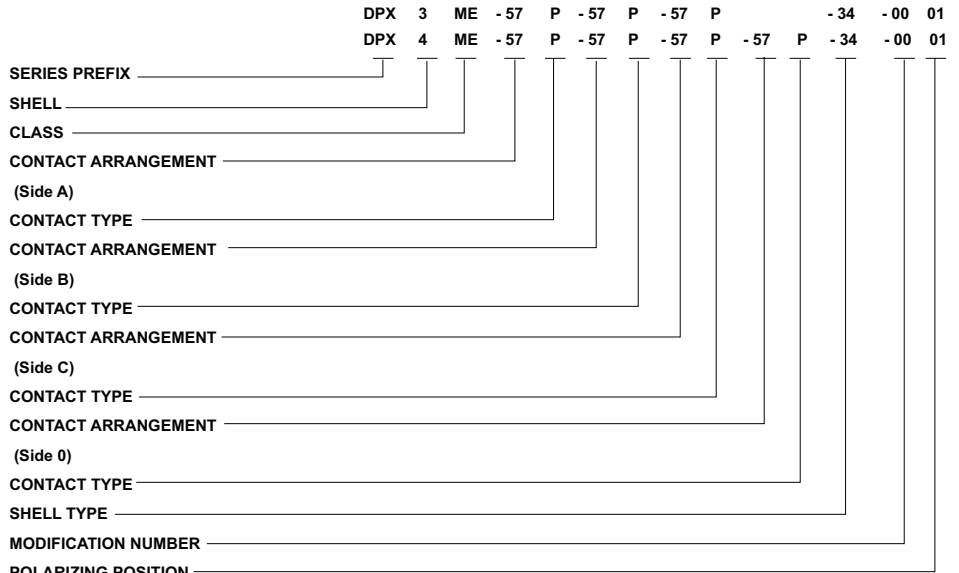 DPX 3 ME - 57 P - 57 P - 57 P - 34 - 00 01
DPX 4 ME - 57 P - 57 P - 57 P - 57 P - 34 - 00 01
SERIES PREFIX
SHELL
CLASS
CONTACT ARRANGEMENT
(Side A)
CONTACT TYPE
CONTACT ARRANGEMENT
(Side B)
CONTACT TYPE
CONTACT ARRANGEMENT
(Side C)
CONTACT TYPE
CONTACT ARRANGEMENT
(Side 0)
CONTACT TYPE
SHELL TYPE
MODIFICATION NUMBER
POLARIZING POSITION